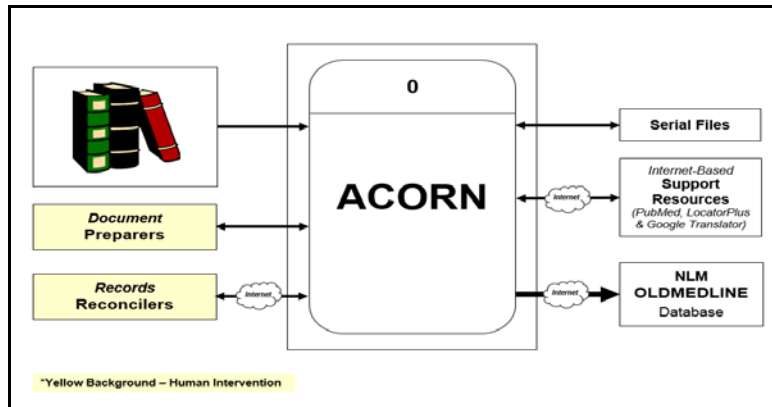 0
ACORN
Document
Preparers
Records
Reconcilers
Internet
Serial Files
Internet-Based
Support
Resources
(PubMed, LocatorPlus
& Google Translator)
Internet
NLM
OLDMEDLINE
Database
Internet
*Yellow Background – Human Intervention